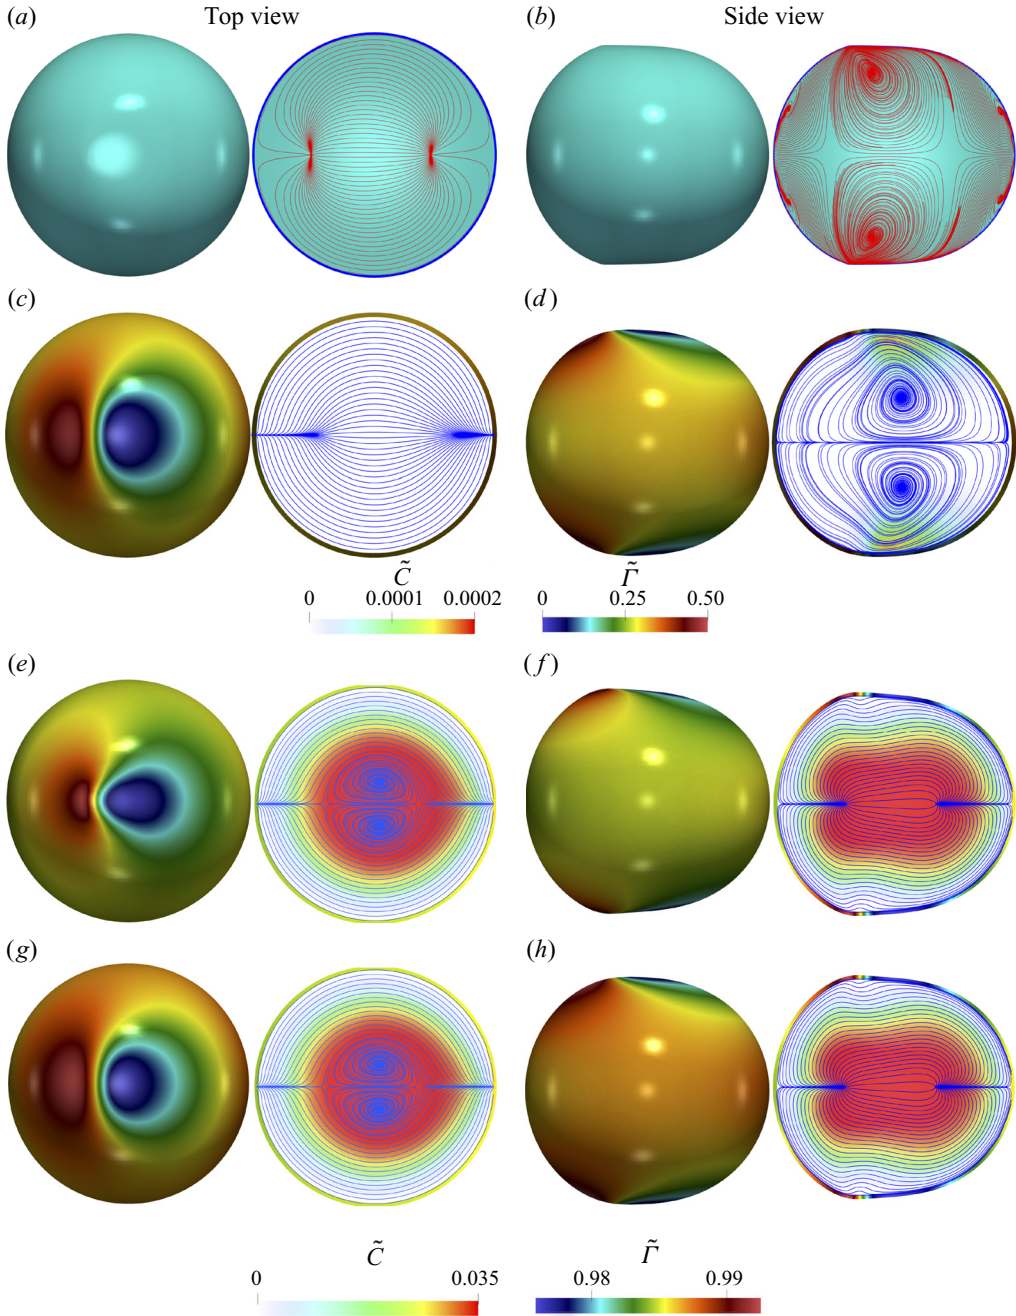 (a) Top view (b) Side view
(c) (d)
C̃ Γ̃
0 0.0001 0.0002 0 0.25 0.50
(e) (f)
(g) (h)
C̃ Γ̃
0 0.035 0.98 0.99